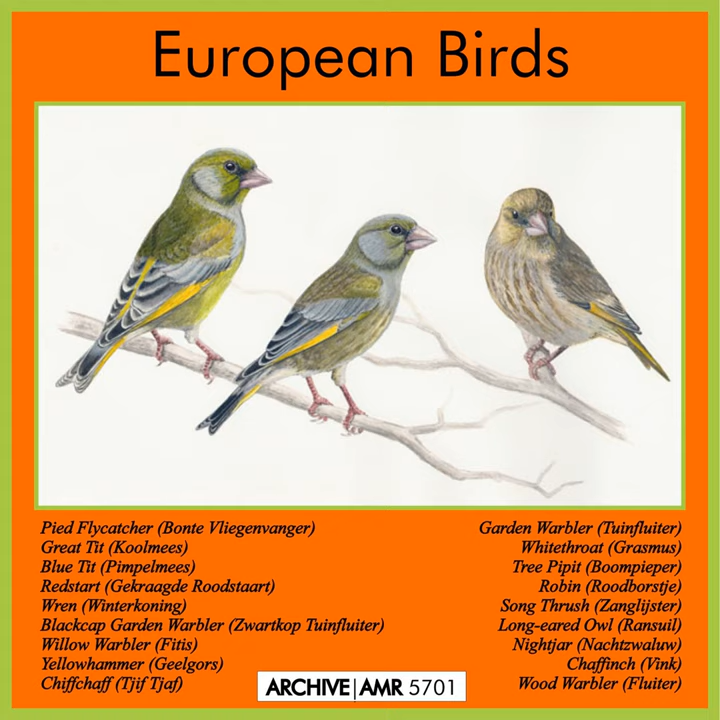 European Birds
Pied Flycatcher (Bonte Vliegenvanger)
Great Tit (Koolmees)
Blue Tit (Pimpelmees)
Redstart (Gekraagde Roodstaart)
Wren (Winterkoning)
Blackcap Garden Warbler (Zwartkop Tuinfluiter)
Willow Warbler (Fitis)
Yellowhammer (Geelgors)
Chiffchaff (Tjif Tjaf)
Garden Warbler (Tuinfluiter)
Whitethroat (Grasmus)
Tree Pipit (Boompieper)
Robin (Roodborstje)
Song Thrush (Zanglijster)
Long-eared Owl (Ransuil)
Nightjar (Nachtzwaluw)
Chaffinch (Vink)
Wood Warbler (Fluiter)
ARCHIVE|AMR 5701